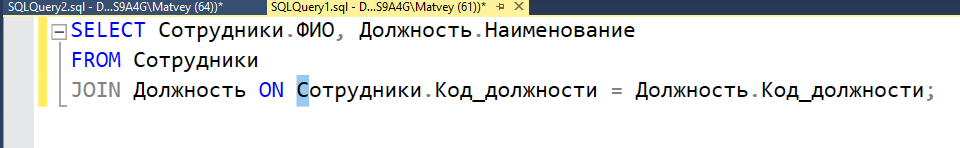 SQLQuery2.sql - D...S9A4G\Matvey (64))* SQLQuery1.sql - D...S9A4G\Matvey (61))*
SELECT Сотрудники.ФИО, Должность.Наименование
FROM Сотрудники
JOIN Должность ON Сотрудники.Код_должности = Должность.Код_должности;